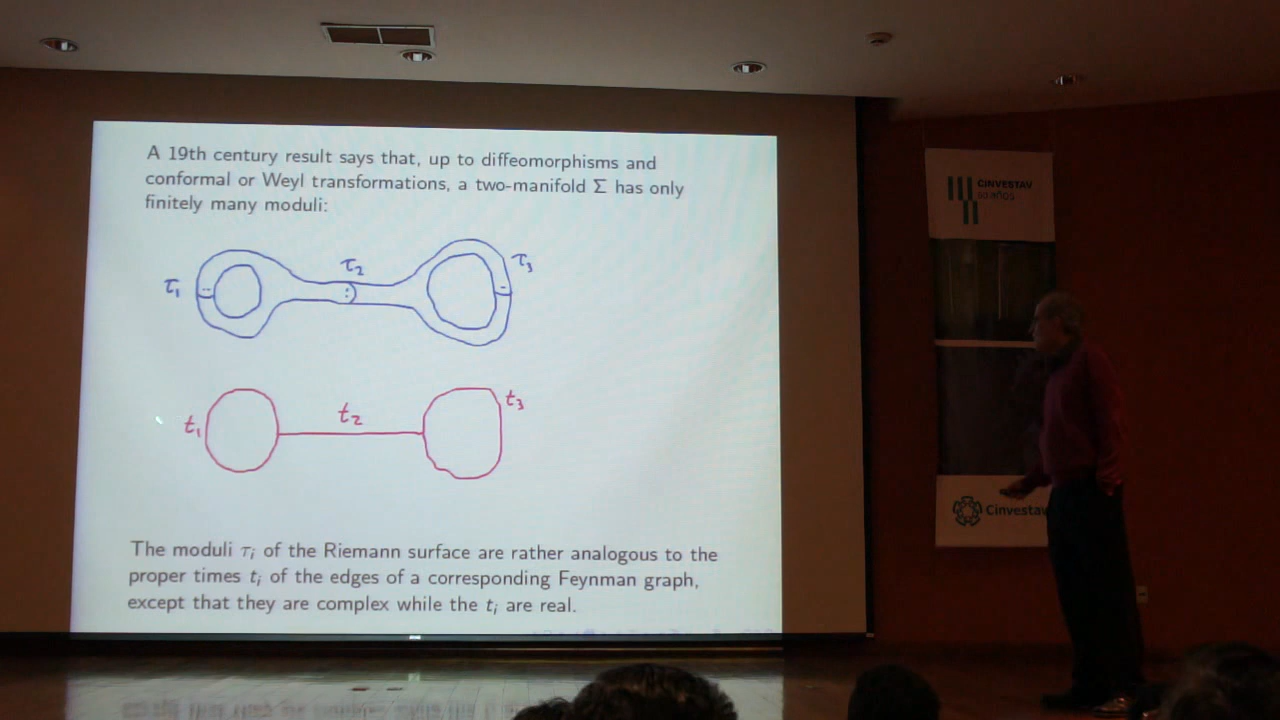 A 19th century result says that, up to diffeomorphisms and
conformal or Weyl transformations, a two-manifold Σ has only
finitely many moduli:
τ₁
τ₂
τ₃
t₁
t₂
t₃
The moduli τᵢ of the Riemann surface are rather analogous to the
proper times tᵢ of the edges of a corresponding Feynman graph,
except that they are complex while the tᵢ are real.
CINVESTAV
Cinvestav